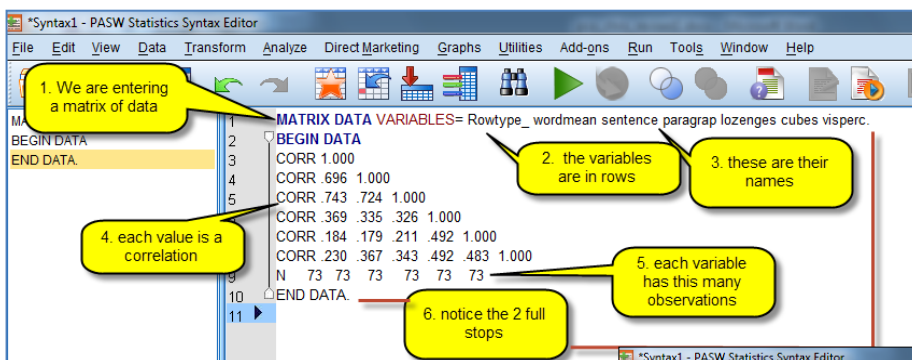 *Syntax1 - PASW Statistics Syntax Editor
File Edit View Data Transform Analyze Direct Marketing Graphs Utilities Add-ons Run Tools Window Help
1. We are entering
a matrix of data
BEGIN DATA
END DATA.
1 MATRIX DATA VARIABLES= Rowtype_ wordmean sentence paragrap lozenges cubes visperc.
2 BEGIN DATA
3 CORR 1.000
4 CORR .696 1.000
5 CORR .743 .724 1.000
CORR .369 .335 .326 1.000
CORR .184 .179 .211 .492 1.000
CORR .230 .367 .343 .492 .483 1.000
9 N 73 73 73 73 73 73
10 END DATA.
11
2. the variables
are in rows
3. these are their
names
4. each value is a
correlation
5. each variable
has this many
observations
6. notice the 2 full
stops
*Syntax1 - PASW Statistics Syntax Editor